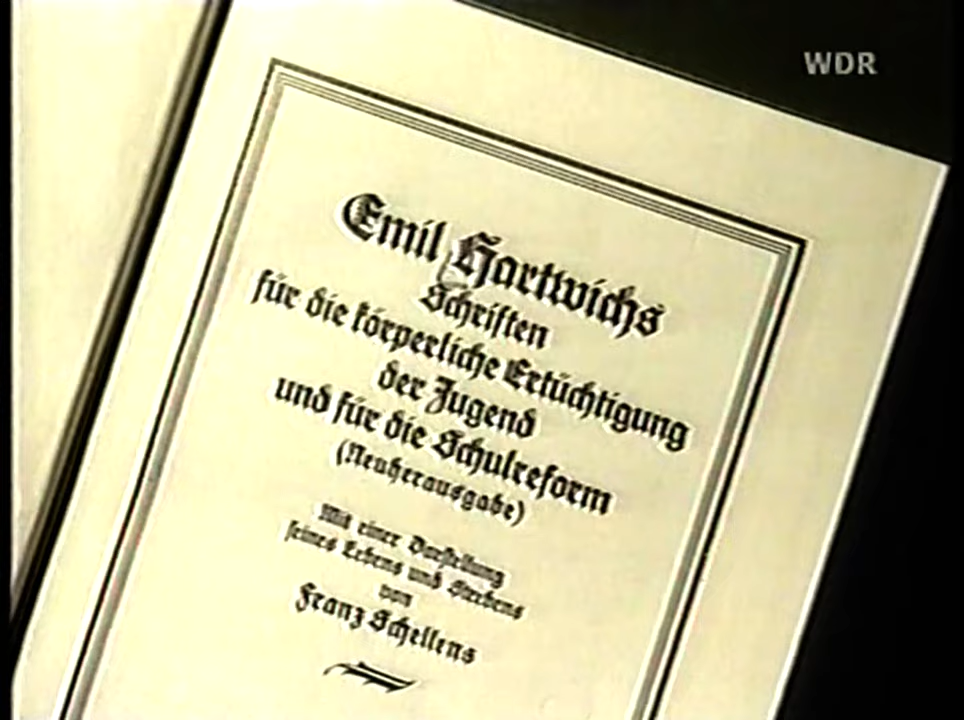 WDR
Emil Hartwichs
Schriften
für die körperliche Ertüchtigung
der Jugend
und für die Schulreform
(Neuherausgabe)
Mit einer Darstellung
seines Lebens und Sterbens
von
Franz Schellens